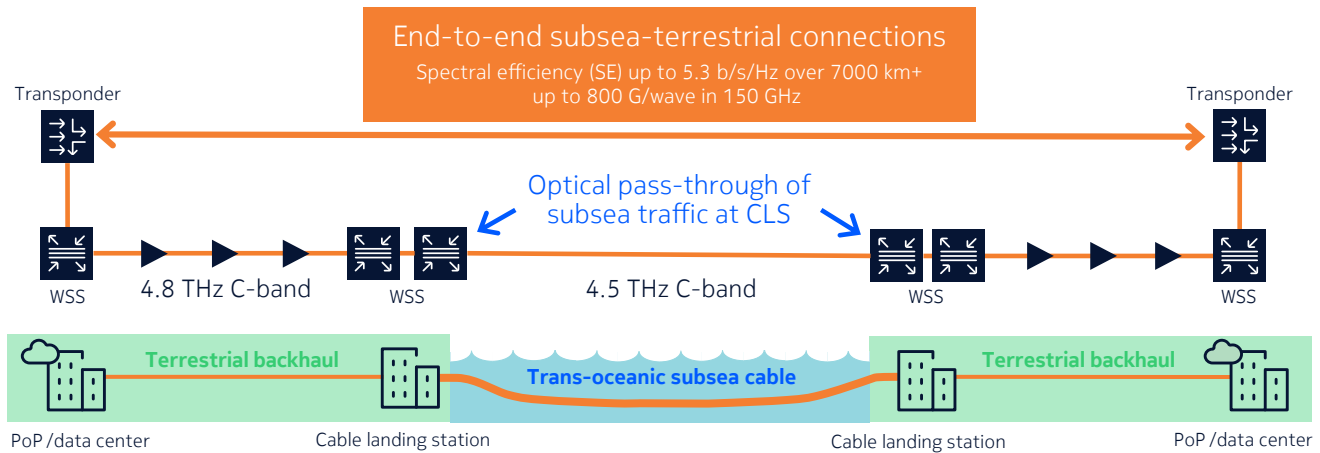 End-to-end subsea-terrestrial connections
Spectral efficiency (SE) up to 5.3 b/s/Hz over 7000 km+
up to 800 G/wave in 150 GHz
Transponder
Transponder
Optical pass-through of
subsea traffic at CLS
WSS
4.8 THz C-band
WSS
4.5 THz C-band
WSS
WSS
Terrestrial backhaul
Trans-oceanic subsea cable
Terrestrial backhaul
PoP/data center
Cable landing station
Cable landing station
PoP/data center